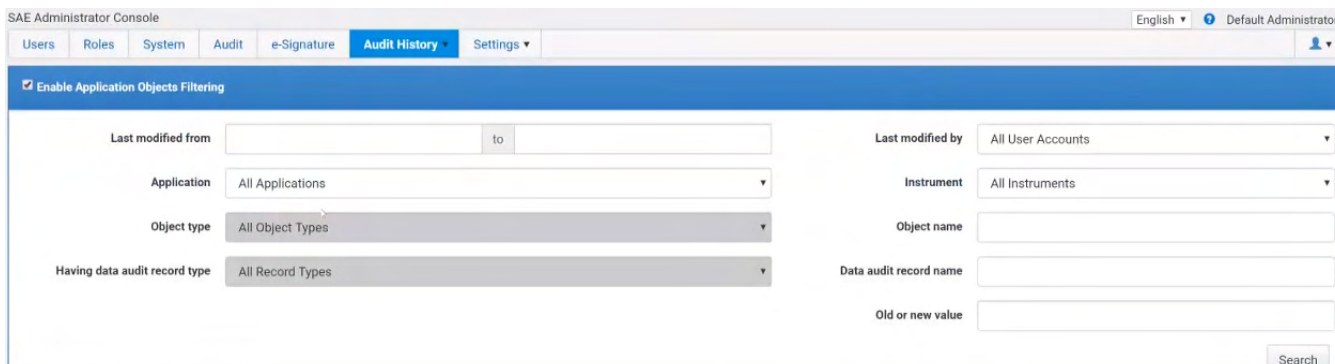 SAE Administrator Console English Default Administrato
Users Roles System Audit e-Signature Audit History Settings
Enable Application Objects Filtering
Last modified from to Last modified by All User Accounts
Application All Applications Instrument All Instruments
Object type All Object Types Object name
Having data audit record type All Record Types Data audit record name
Old or new value
Search